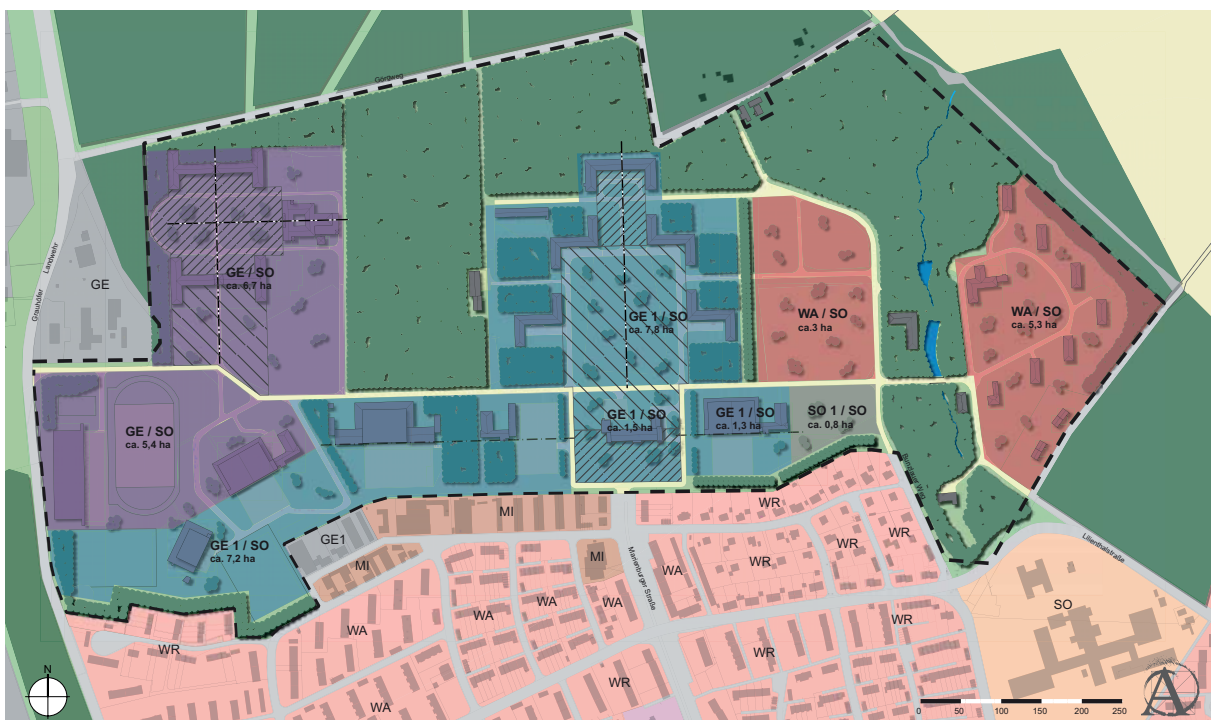 Gördweg
Grauhöfer Landwehr
GE
GE / SO
ca. 6,7 ha
GE 1 / SO
ca. 7,8 ha
WA / SO
ca.3 ha
WA / SO
ca. 5,3 ha
GE / SO
ca. 5,4 ha
GE 1 / SO
ca. 1,5 ha
GE 1 / SO
ca. 1,3 ha
SO 1 / SO
ca. 0,8 ha
GE 1 / SO
ca. 7,2 ha
GE1
MI
MI
MI
WR
WR
WR
WR
WR
WR
WR
WR
WA
WA
WA
WA
WA
WA
Marienburger Straße
Lilienthalstraße
SO
N
0 50 100 150 200 250
A